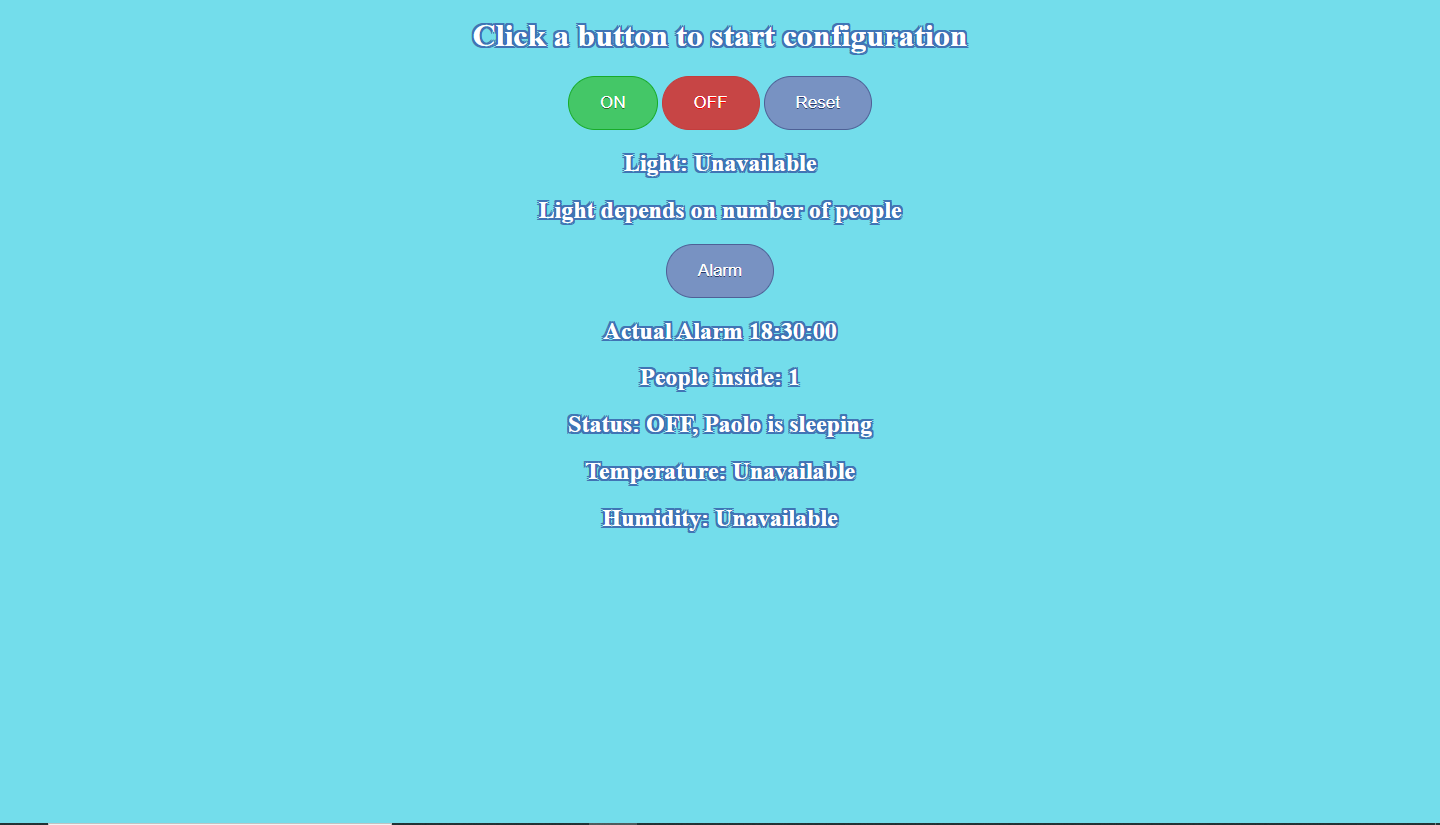 Click a button to start configuration
ON OFF Reset
Light: Unavailable
Light depends on number of people
Alarm
Actual Alarm 18:30:00
People inside: 1
Status: OFF, Paolo is sleeping
Temperature: Unavailable
Humidity: Unavailable